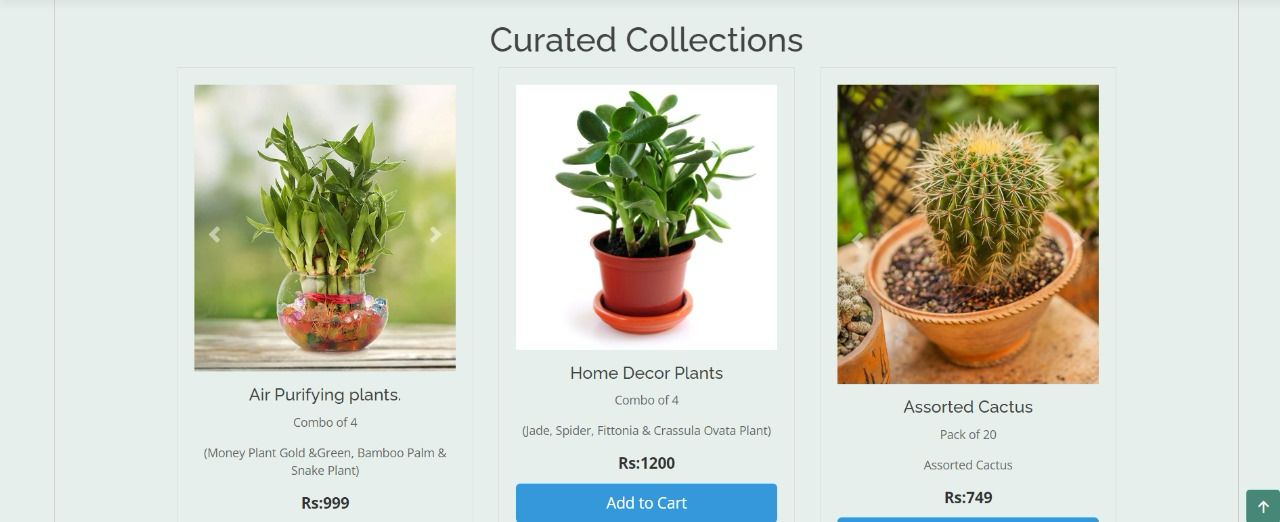 Curated Collections
Air Purifying plants.
Combo of 4
(Money Plant Gold &Green, Bamboo Palm &
Snake Plant)
Rs:999
Home Decor Plants
Combo of 4
(Jade, Spider, Fittonia & Crassula Ovata Plant)
Rs:1200
Add to Cart
Assorted Cactus
Pack of 20
Assorted Cactus
Rs:749